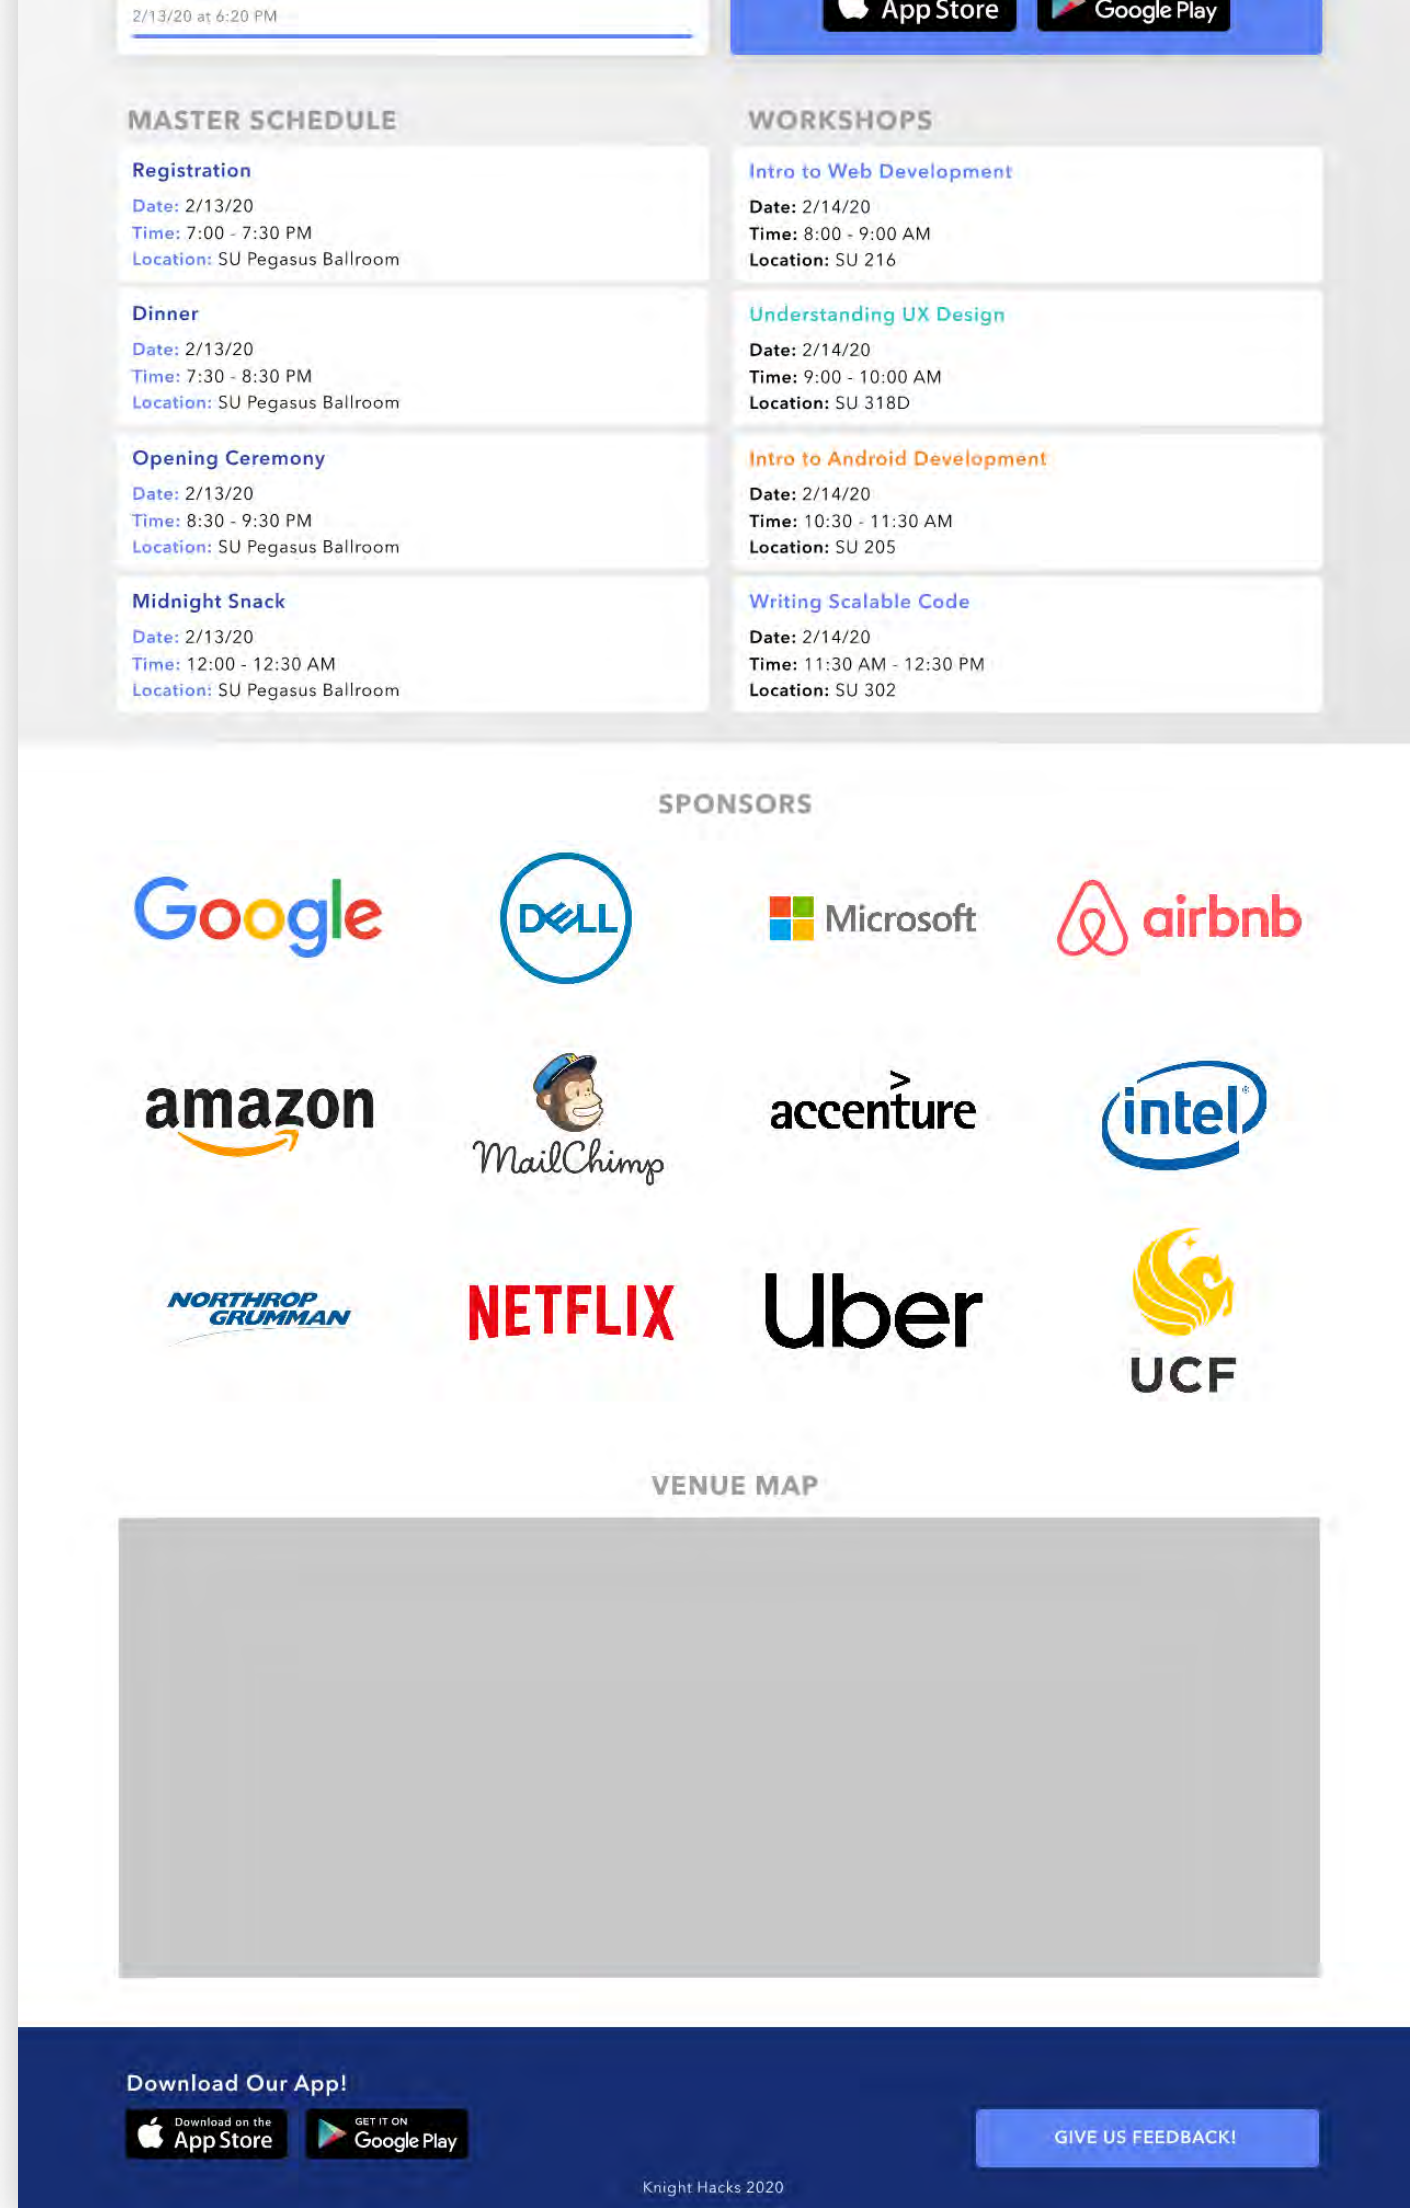 2/13/20 at 6:20 PM
App Store
Google Play
MASTER SCHEDULE
Registration
Date: 2/13/20
Time: 7:00 - 7:30 PM
Location: SU Pegasus Ballroom
Dinner
Date: 2/13/20
Time: 7:30 - 8:30 PM
Location: SU Pegasus Ballroom
Opening Ceremony
Date: 2/13/20
Time: 8:30 - 9:30 PM
Location: SU Pegasus Ballroom
Midnight Snack
Date: 2/13/20
Time: 12:00 - 12:30 AM
Location: SU Pegasus Ballroom
WORKSHOPS
Intro to Web Development
Date: 2/14/20
Time: 8:00 - 9:00 AM
Location: SU 216
Understanding UX Design
Date: 2/14/20
Time: 9:00 - 10:00 AM
Location: SU 318D
Intro to Android Development
Date: 2/14/20
Time: 10:30 - 11:30 AM
Location: SU 205
Writing Scalable Code
Date: 2/14/20
Time: 11:30 AM - 12:30 PM
Location: SU 302
SPONSORS
Google
DELL
Microsoft
airbnb
amazon
MailChimp
accenture
intel
NORTHROP
GRUMMAN
NETFLIX
Uber
UCF
VENUE MAP
Download Our App!
Download on the
App Store
GET IT ON
Google Play
GIVE US FEEDBACK!
Knight Hacks 2020